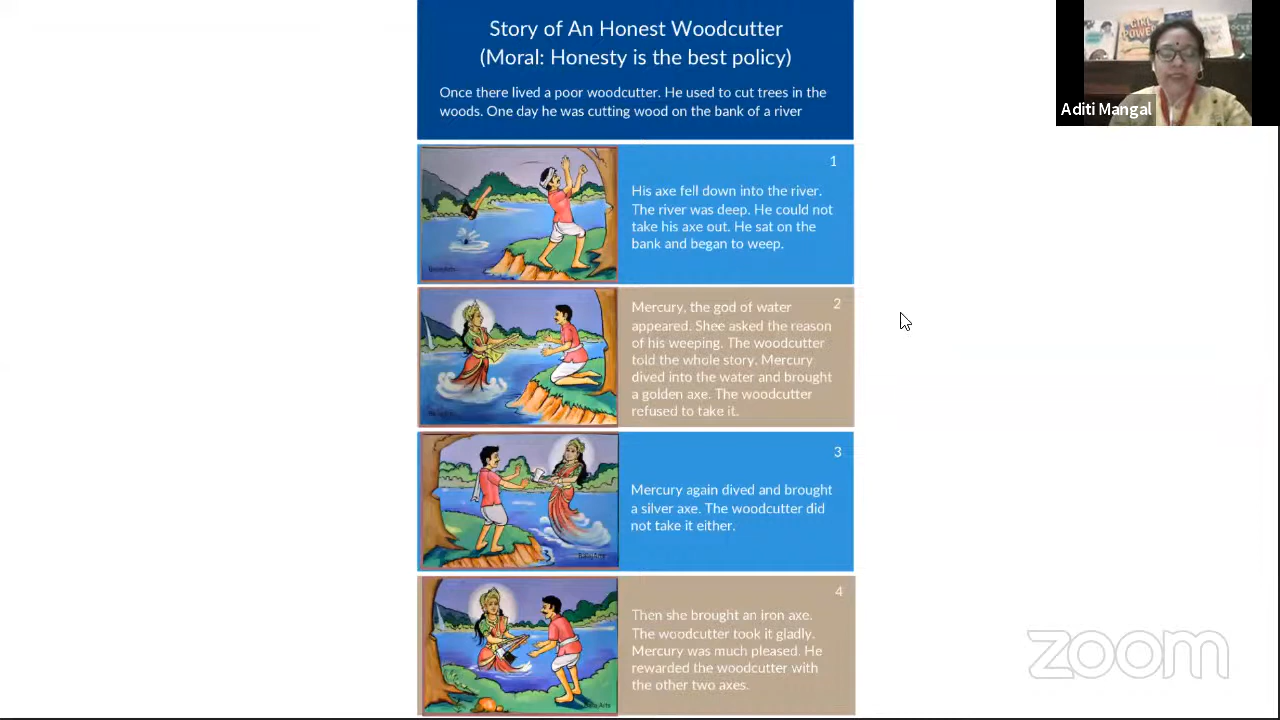 Story of An Honest Woodcutter
(Moral: Honesty is the best policy)
Once there lived a poor woodcutter. He used to cut trees in the
woods. One day he was cutting wood on the bank of a river
Aditi Mangal
1
His axe fell down into the river.
The river was deep. He could not
take his axe out. He sat on the
bank and began to weep.
2
Mercury, the god of water
appeared. Shee asked the reason
of his weeping. The woodcutter
told the whole story. Mercury
dived into the water and brought
a golden axe. The woodcutter
refused to take it.
3
Mercury again dived and brought
a silver axe. The woodcutter did
not take it either.
3
4
Then she brought an iron axe.
The woodcutter took it gladly.
Mercury was much pleased. He
rewarded the woodcutter with
the other two axes.
zoom